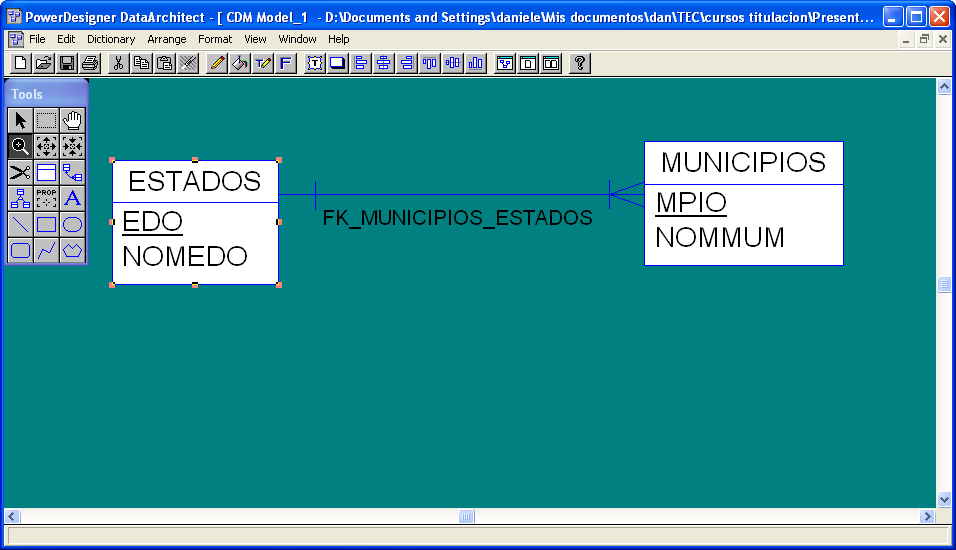 PowerDesigner DataArchitect - [ CDM Model_1 - D:\Documents and Settings\daniele\Mis documentos\dan\TEC\cursos titulacion\Present...
File Edit Dictionary Arrange Format View Window Help
Tools
PROP
A
ESTADOS
EDO
NOMEDO
FK_MUNICIPIOS_ESTADOS
MUNICIPIOS
MPIO
NOMMUM